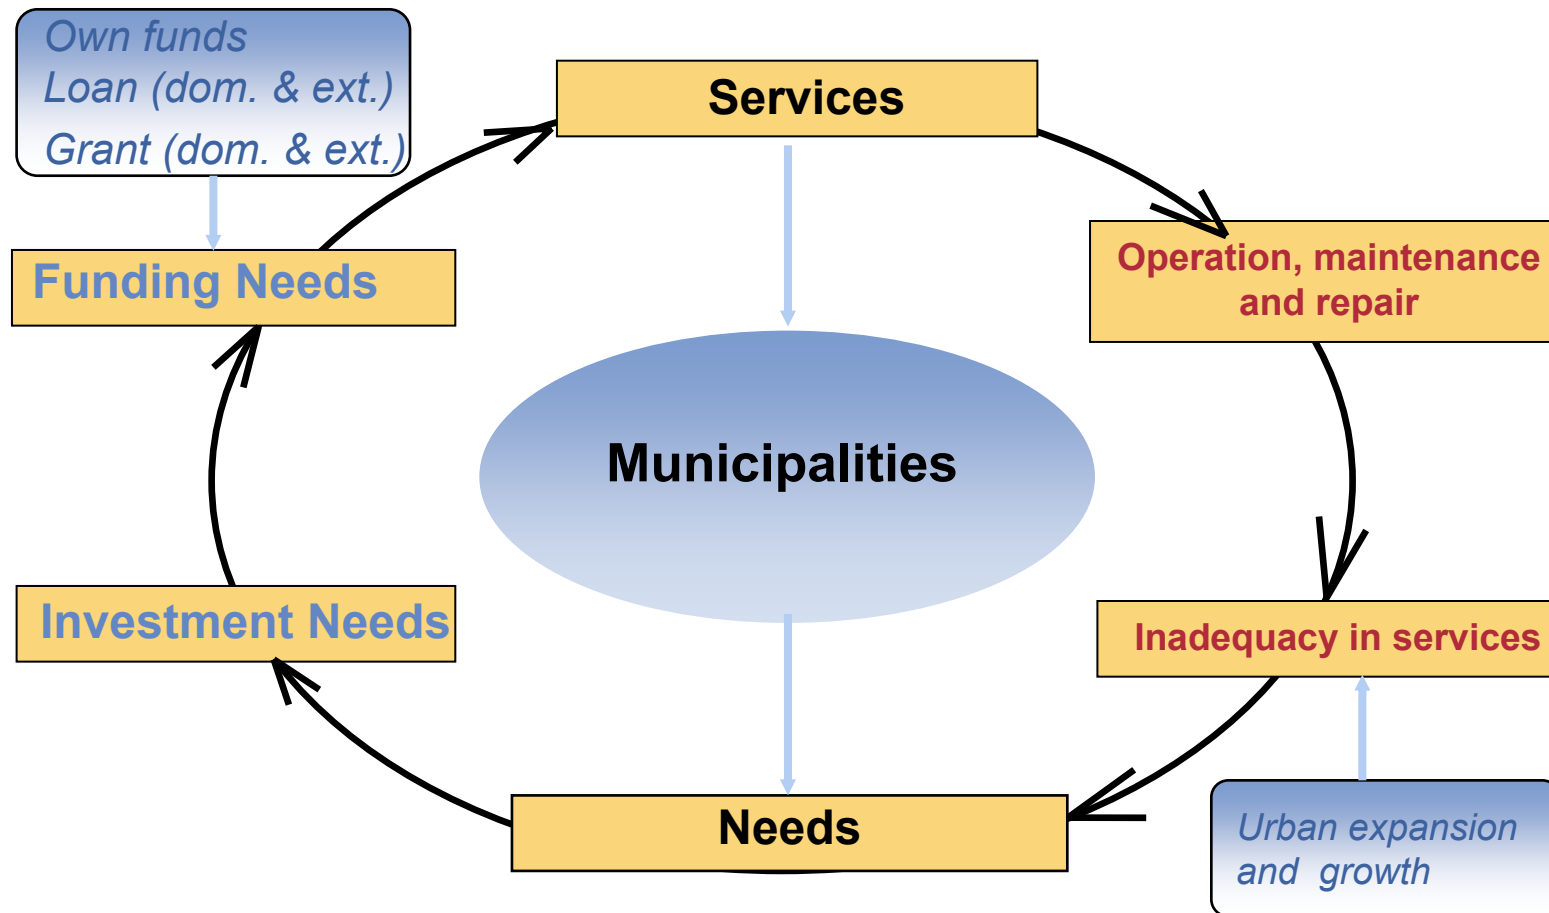 Own funds
Loan (dom. & ext.)
Grant (dom. & ext.)
Services
Funding Needs
Operation, maintenance
and repair
Municipalities
Investment Needs
Inadequacy in services
Needs
Urban expansion
and growth